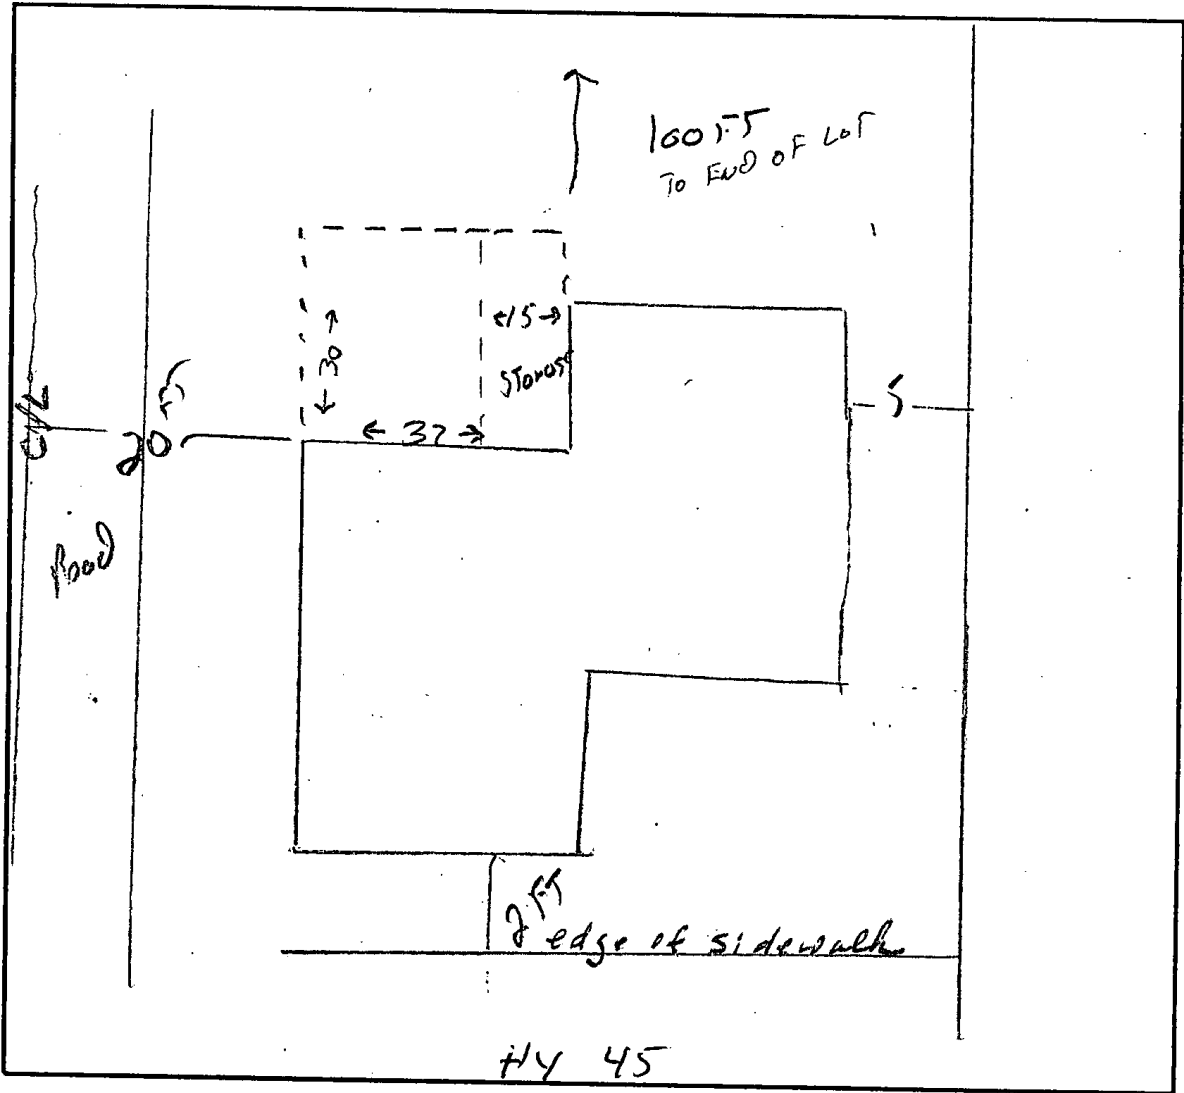 100 FT
TO END OF LOT
←15→
30
Storage
← 32 →
5
C/L
20 FT
Road
2 FT
edge of sidewalk
HY 45